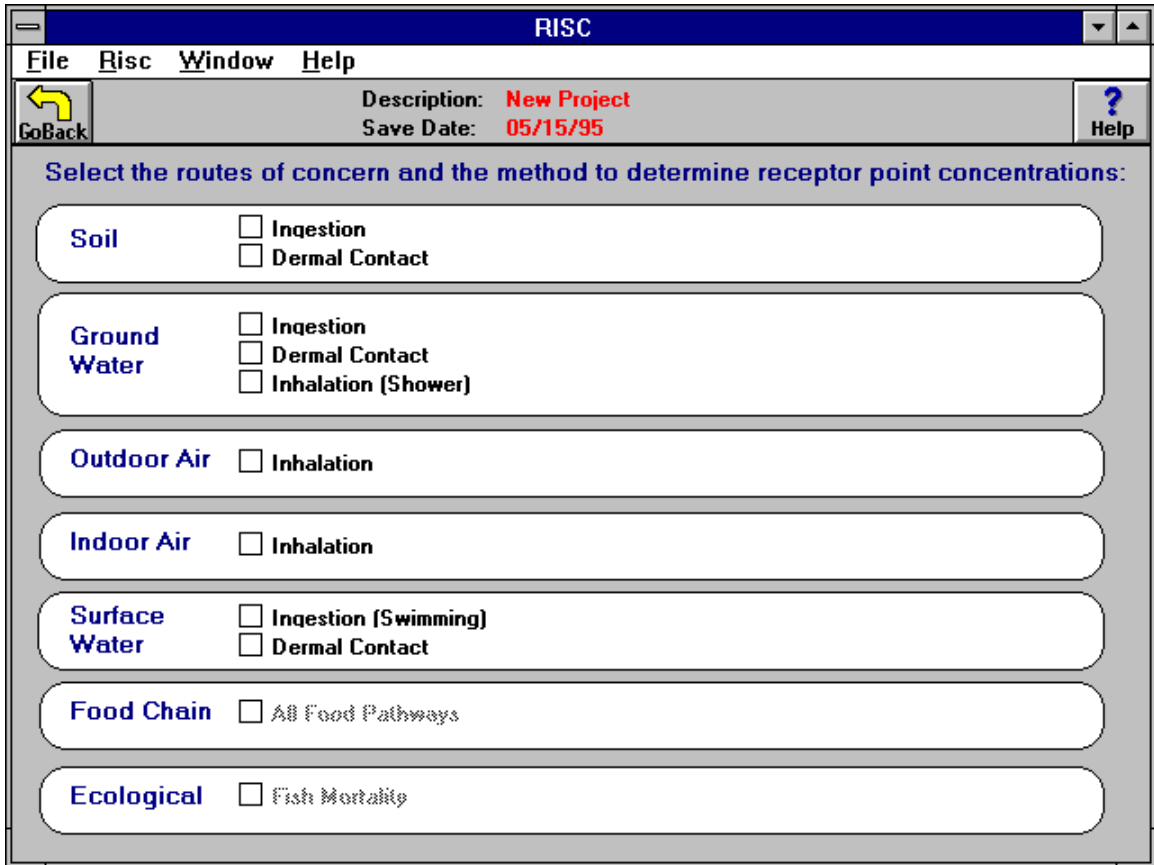 RISC
File Risc Window Help
GoBack
Description: New Project
Save Date: 05/15/95
? Help
Select the routes of concern and the method to determine receptor point concentrations:
Soil
Ingestion
Dermal Contact
Ground Water
Ingestion
Dermal Contact
Inhalation (Shower)
Outdoor Air
Inhalation
Indoor Air
Inhalation
Surface Water
Ingestion (Swimming)
Dermal Contact
Food Chain
All Food Pathways
Ecological
Fish Mortality